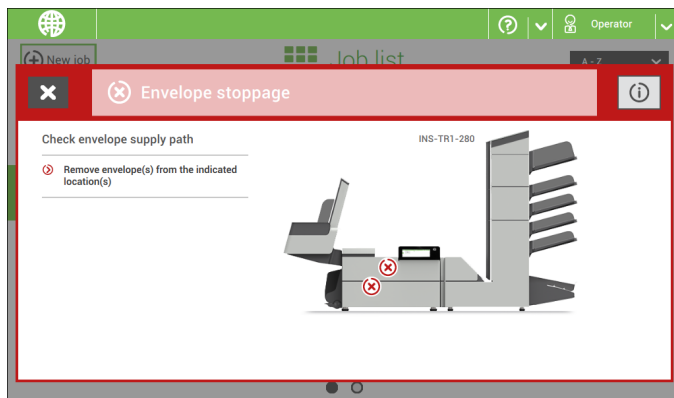 Operator
New job
Job list
A - Z
Envelope stoppage
Check envelope supply path
INS-TR1-280
Remove envelope(s) from the indicated
location(s)